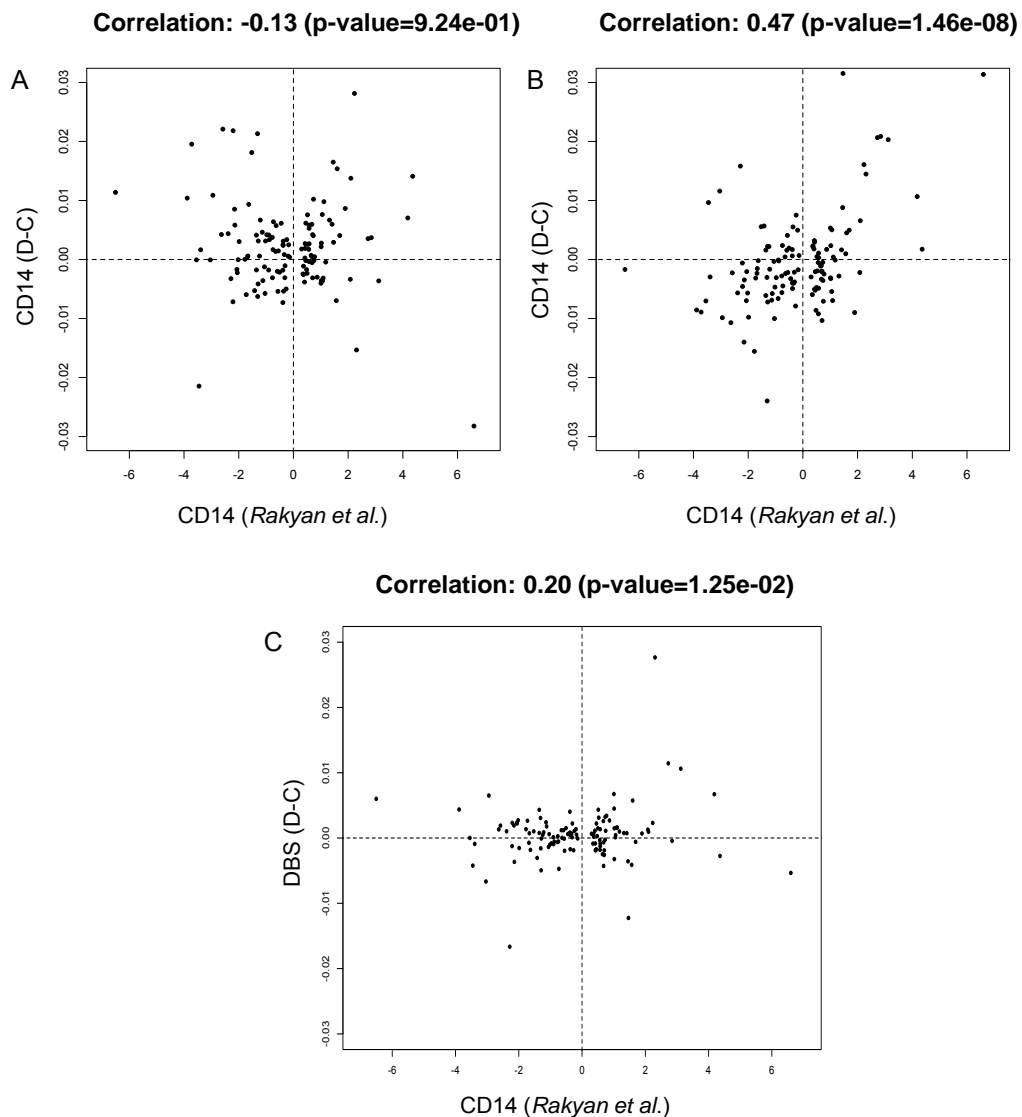 Correlation: -0.13 (p-value=9.24e-01)
Correlation: 0.47 (p-value=1.46e-08)
A
B
0.03
0.02
0.01
0.00
-0.01
-0.02
-0.03
CD14 (D-C)
-6 -4 -2 0 2 4 6
CD14 (Rakyan et al.)
0.03
0.02
0.01
0.00
-0.01
-0.02
-0.03
CD14 (D-C)
-6 -4 -2 0 2 4 6
CD14 (Rakyan et al.)
Correlation: 0.20 (p-value=1.25e-02)
C
0.03
0.02
0.01
0.00
-0.01
-0.02
-0.03
DBS (D-C)
-6 -4 -2 0 2 4 6
CD14 (Rakyan et al.)